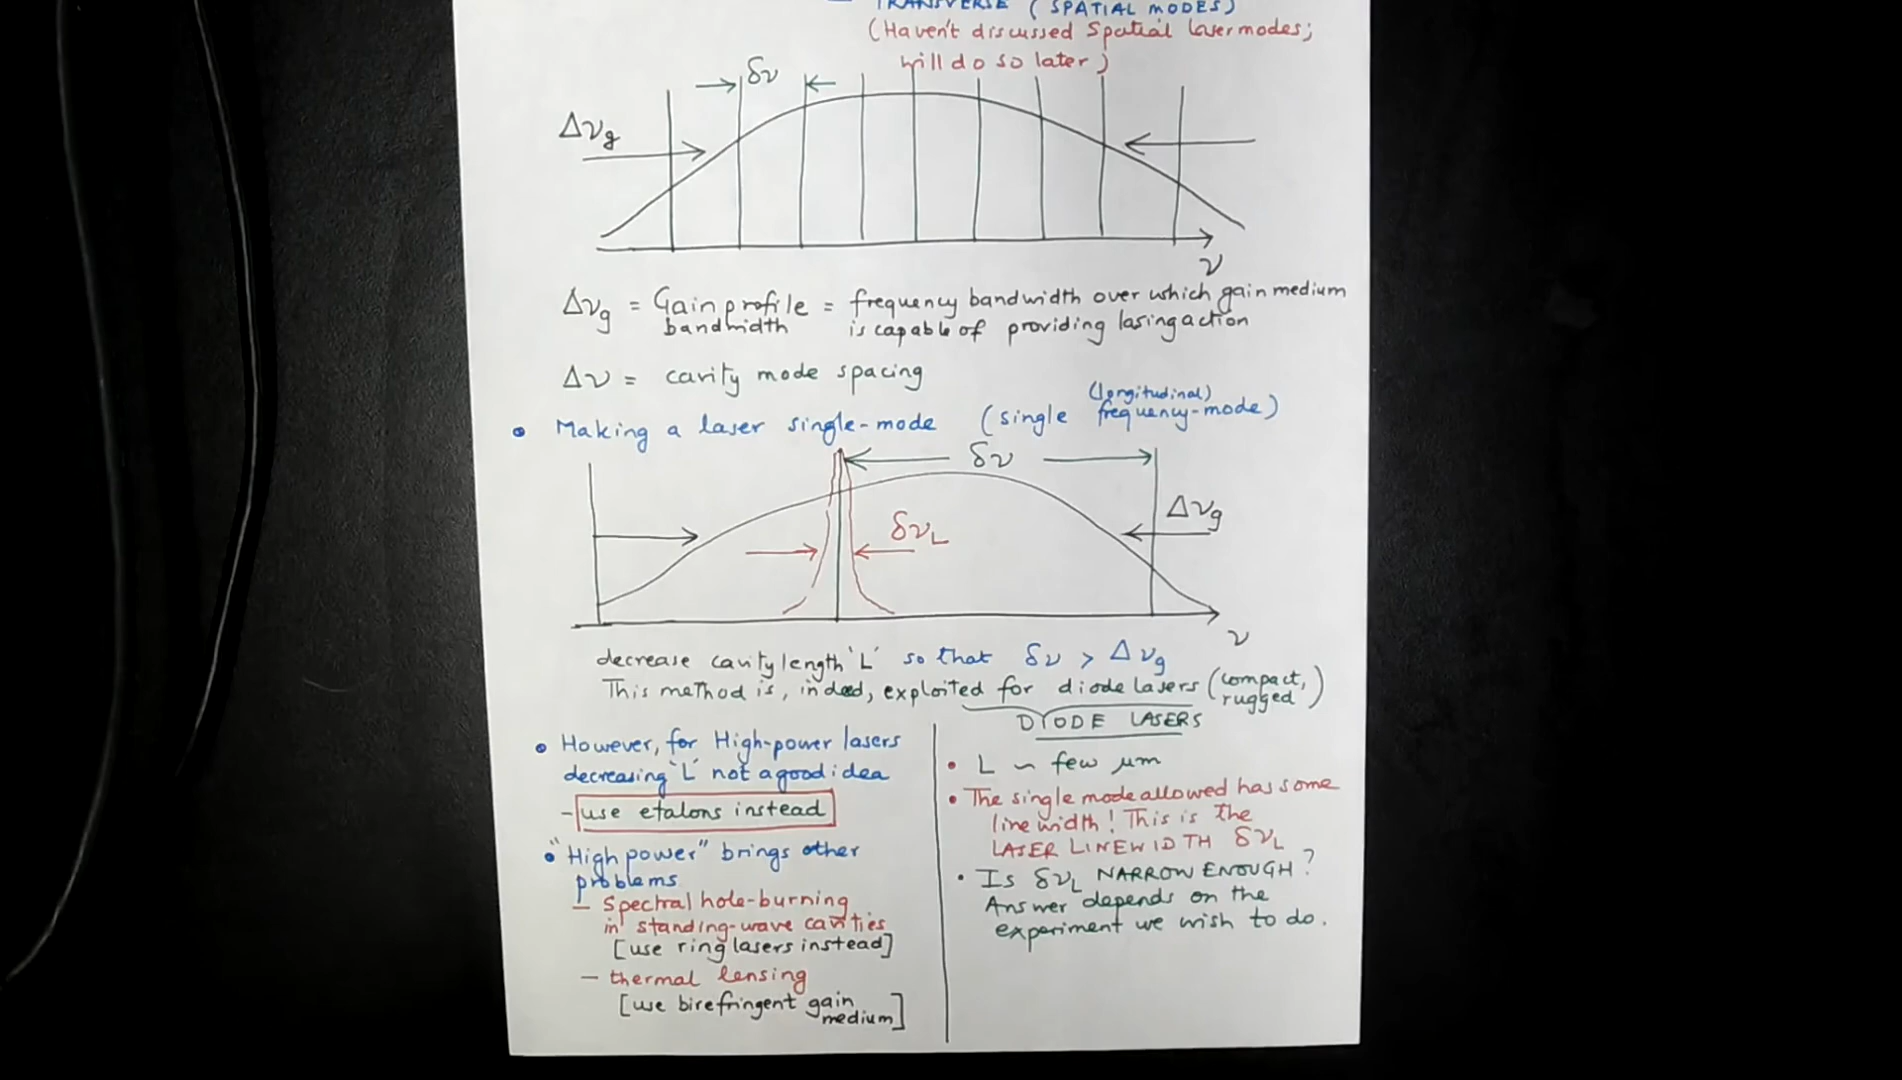 — TRANSVERSE (SPATIAL MODES)
(Haven't discussed Spatial laser modes;
will do so later)
δν
Δνg
ν
Δνg = Gain profile = frequency bandwidth over which gain medium
bandwidth is capable of providing lasing action
Δν = cavity mode spacing
(longitudinal)
• Making a laser single-mode (single frequency-mode)
δν
Δνg
δνL
ν
decrease cavity length 'L' so that δν > Δνg
This method is, indeed, exploited for diode lasers (compact,
rugged)
DIODE LASERS
• However, for High-power lasers
decreasing 'L' not a good idea
- use etalons instead
• "High power" brings other
problems
— Spectral hole-burning
in standing-wave cavities
[use ring lasers instead]
— thermal lensing
[use birefringent gain
medium]
• L ~ few μm
• The single mode allowed has some
line width! This is the
LASER LINEWIDTH δνL
• Is δνL NARROW ENOUGH?
Answer depends on the
experiment we wish to do.